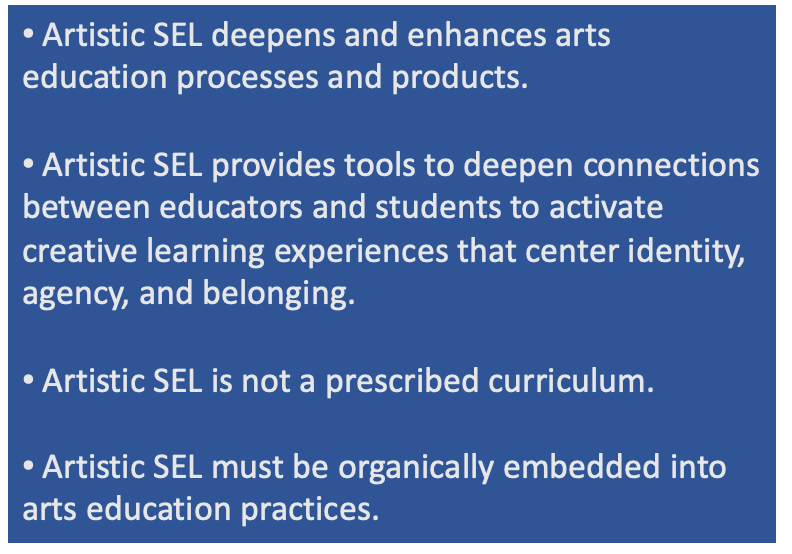 • Artistic SEL deepens and enhances arts
education processes and products.
• Artistic SEL provides tools to deepen connections
between educators and students to activate
creative learning experiences that center identity,
agency, and belonging.
• Artistic SEL is not a prescribed curriculum.
• Artistic SEL must be organically embedded into
arts education practices.